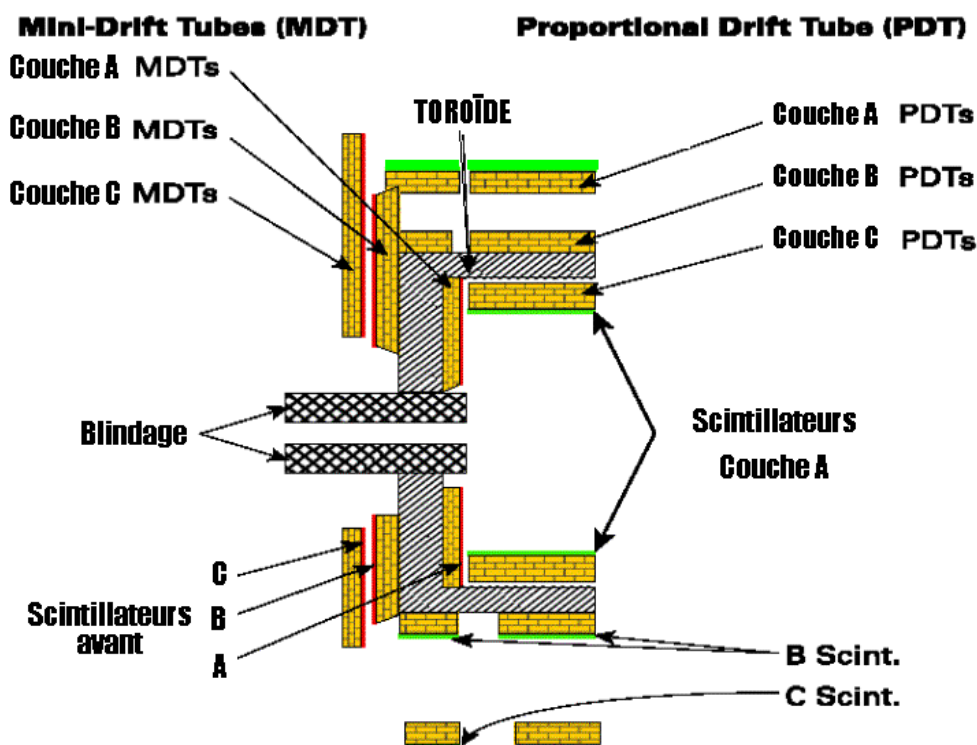 Mini-Drift Tubes (MDT)
Proportional Drift Tube (PDT)
Couche A MDTs
Couche B MDTs
Couche C MDTs
TOROĪDE
Couche A PDTs
Couche B PDTs
Couche C PDTs
Blindage
Scintillateurs
Couche A
Scintillateurs
avant
C
B
A
B Scint.
C Scint.